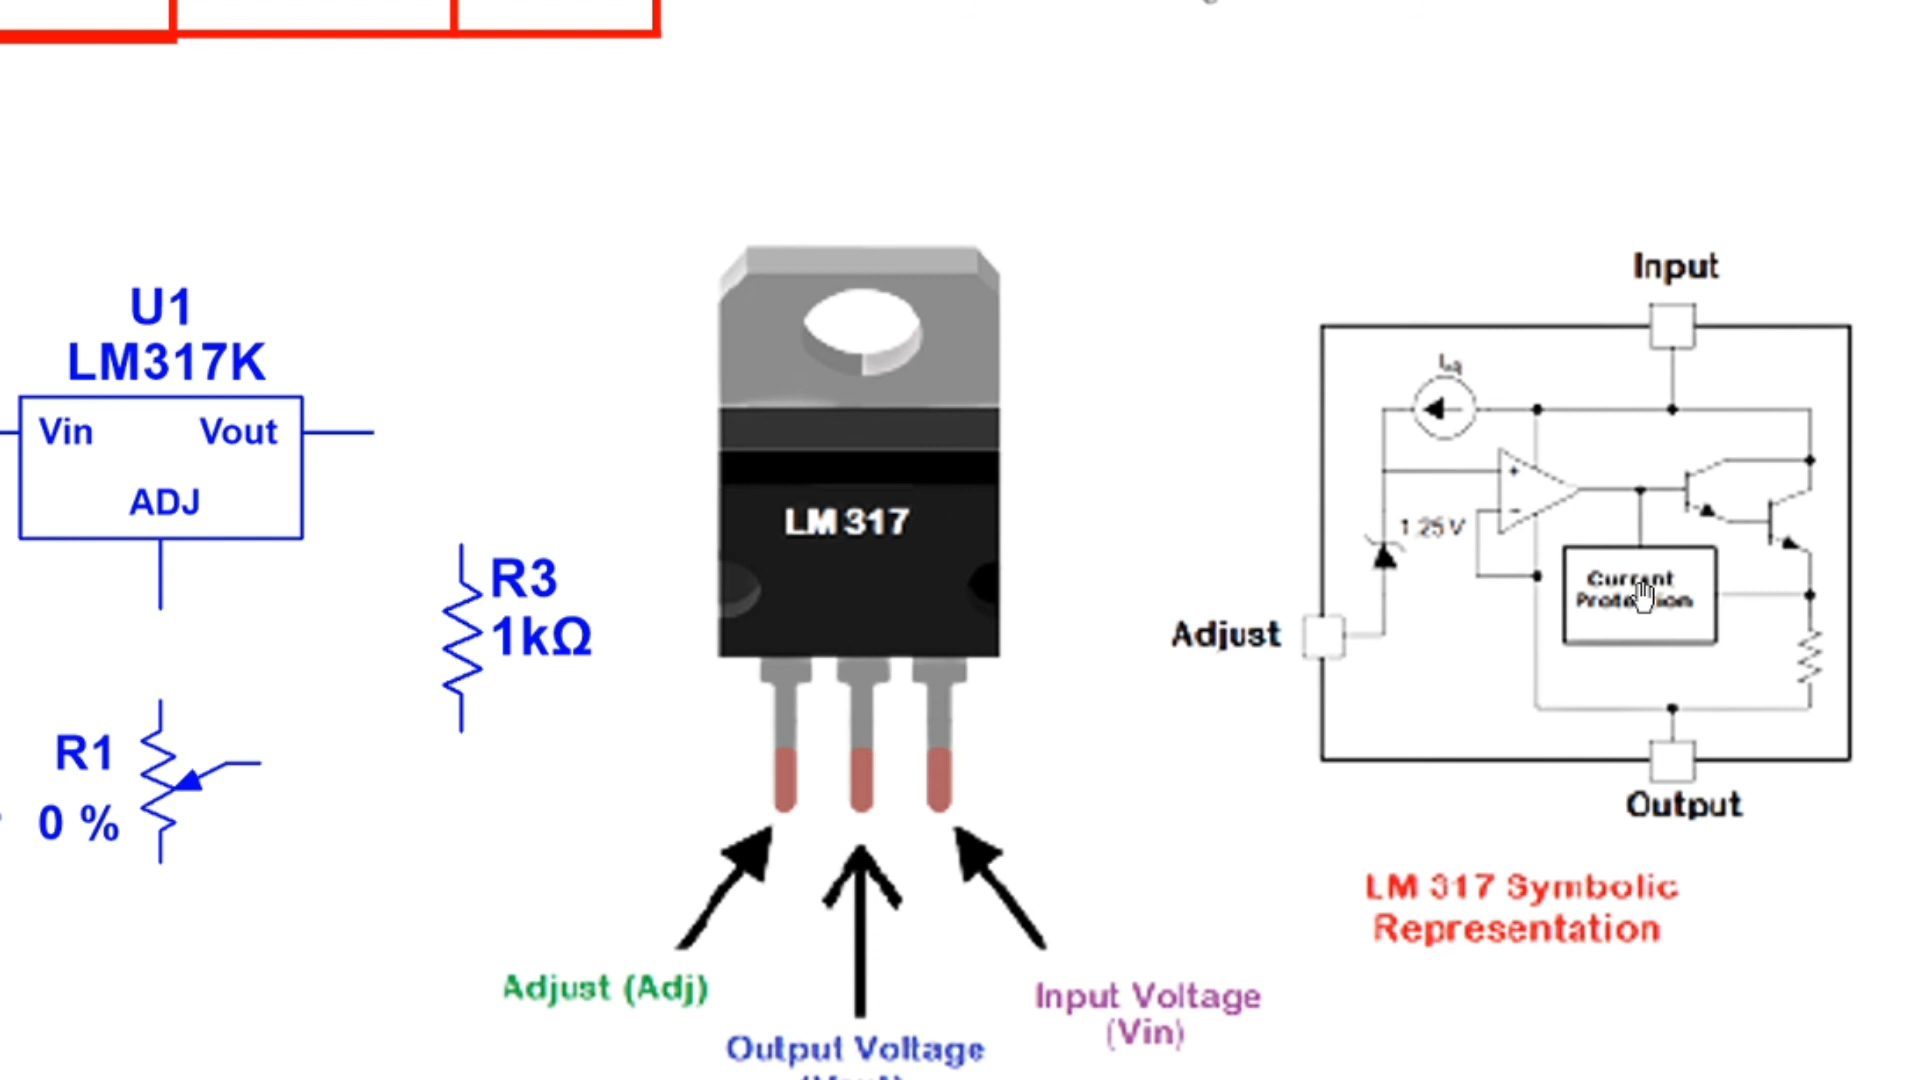 U1
LM317K
Vin
Vout
ADJ
R3
1kΩ
R1
0 %
LM 317
Adjust (Adj)
Output Voltage
Input Voltage
(Vin)
Input
1.25 V
+
-
Current
Adjust
Output
LM 317 Symbolic
Representation